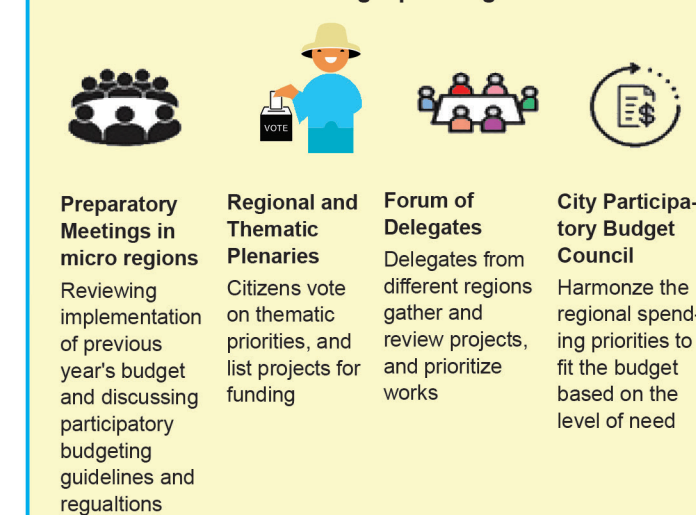 VOTE
Preparatory
Meetings in
micro regions
Reviewing
implementation
of previous
year's budget
and discussing
participatory
budgeting
guidelines and
regualtions
Regional and
Thematic
Plenaries
Citizens vote
on thematic
priorities, and
list projects for
funding
Forum of
Delegates
Delegates from
different regions
gather and
review projects,
and prioritize
works
City Participa-
tory Budget
Council
Harmonze the
regional spend-
ing priorities to
fit the budget
based on the
level of need